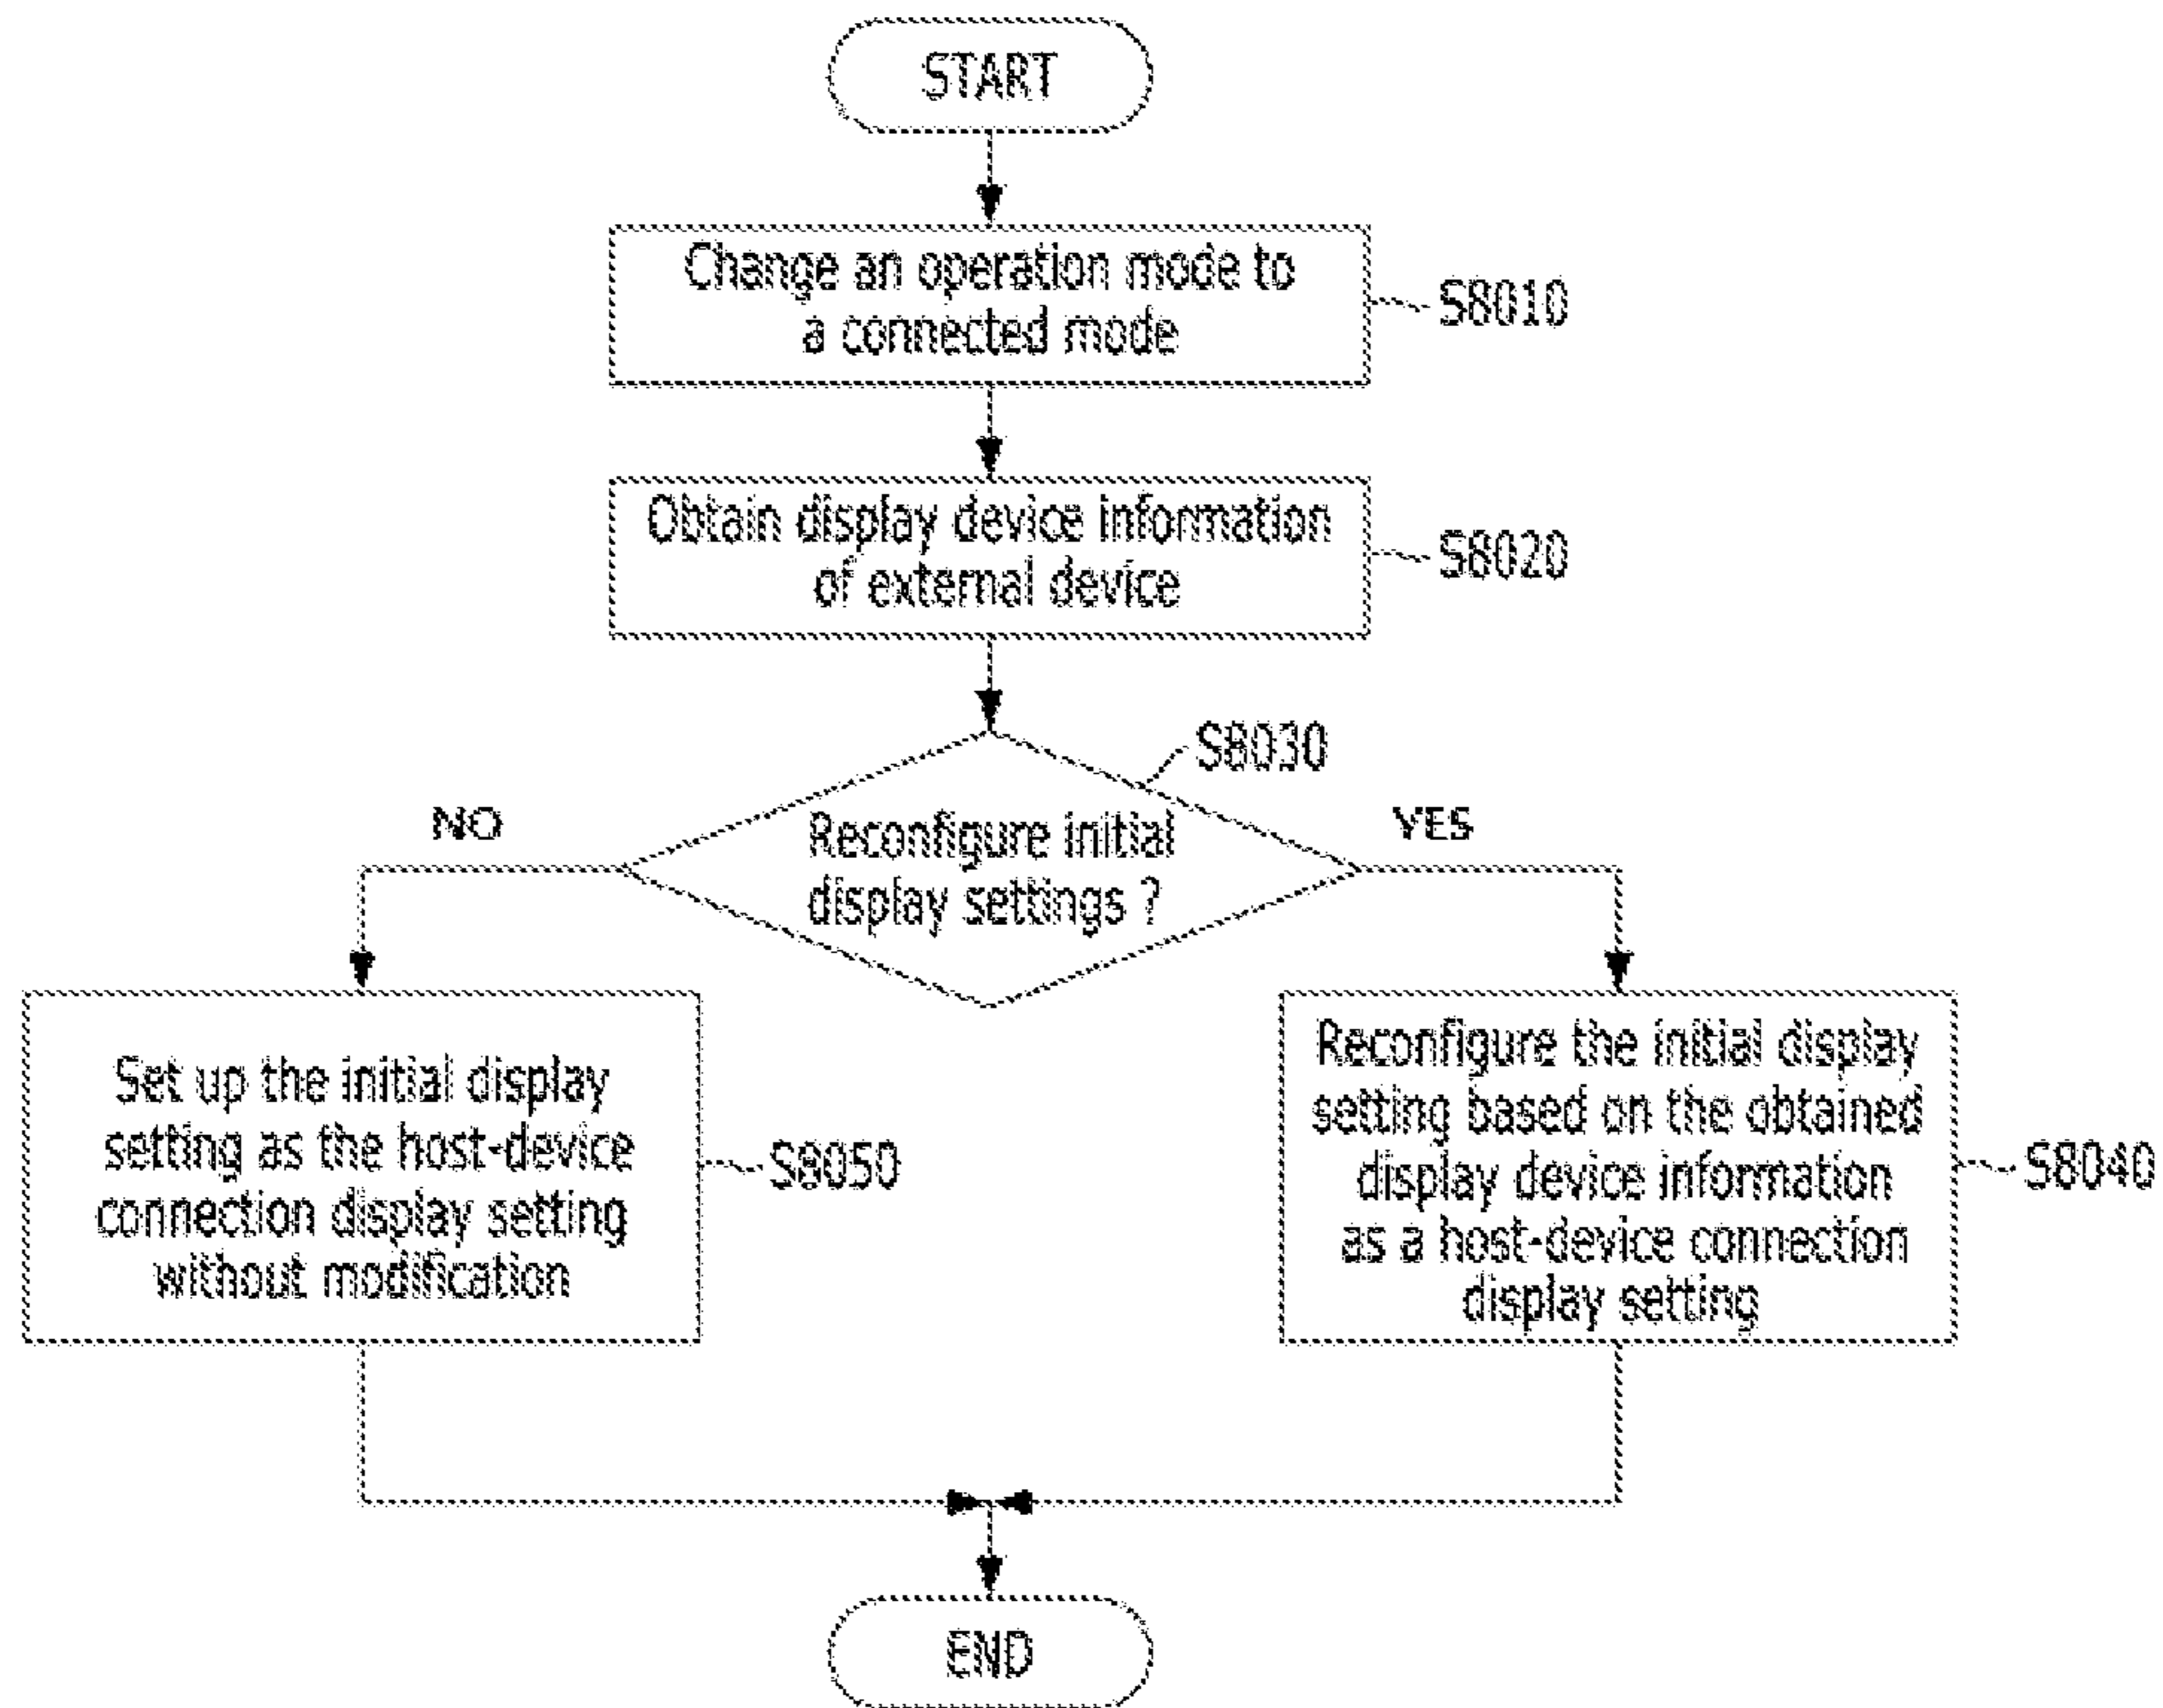 START
Change an operation mode to
a connected mode
S8010
Obtain display device information
of external device
S8020
S8030
NO
Reconfigure initial
display settings ?
YES
Set up the initial display
setting as the host-device
connection display setting
without modification
S8050
Reconfigure the initial display
setting based on the obtained
display device information
as a host-device connection
display setting
S8040
END